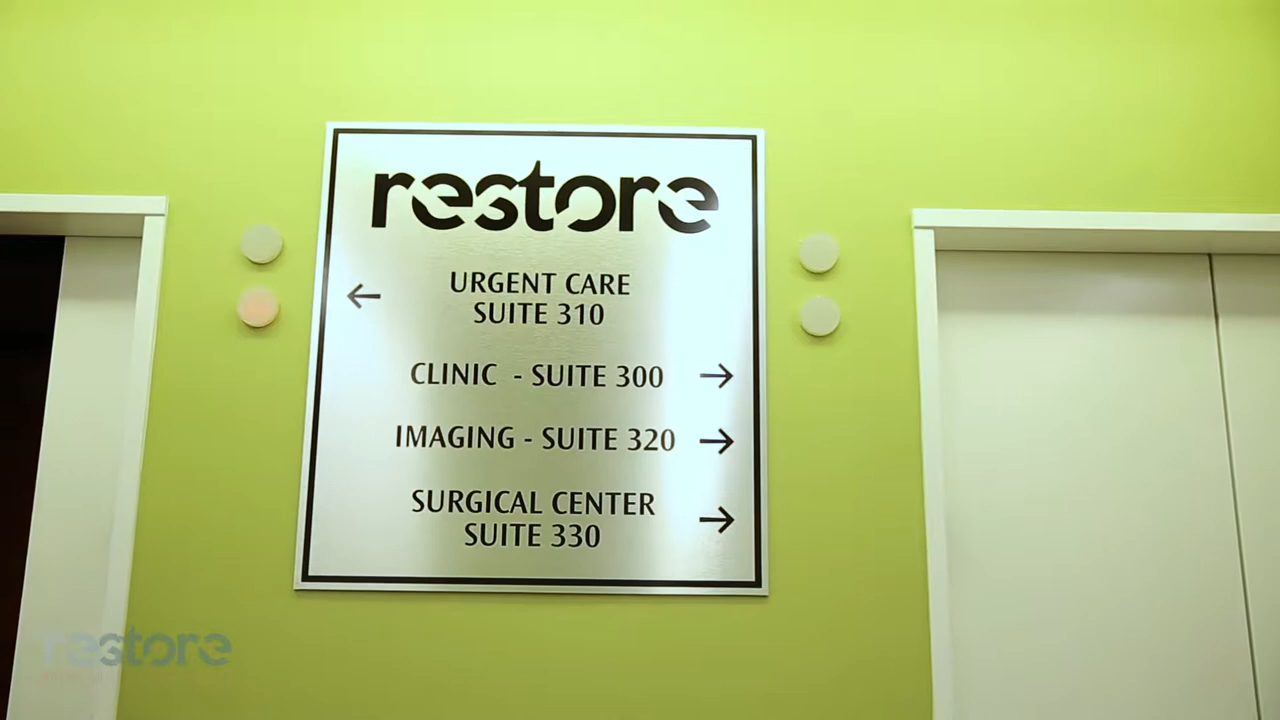 restore
← URGENT CARE
SUITE 310
CLINIC - SUITE 300 →
IMAGING - SUITE 320 →
SURGICAL CENTER →
SUITE 330
restore